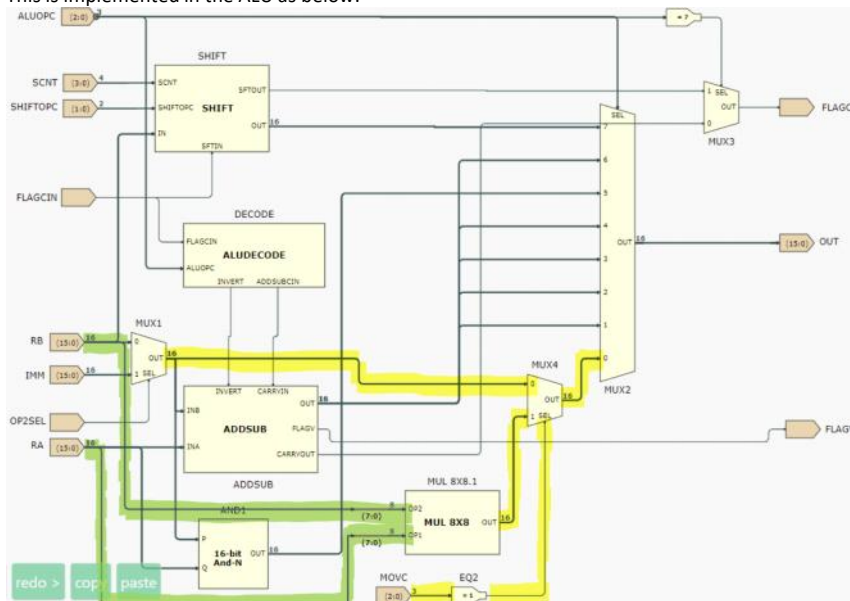 This is implemented in the ALU as below:
ALUOPC (2:0) 3
= 7
SHIFT
SCNT (3:0) 4
SCNT
SFTOUT
1 SEL
OUT
FLAGC
SHIFTOPC (1:0) 2
SHIFTOPC
SHIFT
SEL
0
MUX3
IN
OUT 16
7
SFTIN
6
FLAGCIN
5
DECODE
4
FLAGCIN
ALUDECODE
OUT 16
(15:0) OUT
ALUOPC
3
INVERT ADDSUBCIN
2
MUX1
1
RB (15:0) 16
0
OUT 16
MUX4
0
IMM (15:0) 16
1 SEL
0
OUT 16
MUX2
INVERT CARRYIN
OP2SEL
INB
OUT 16
1 SEL
ADDSUB
FLAGV
RA (15:0) 16
INA
CARRYOUT
ADDSUB
MUL 8X8.1
AND1
8
(7:0)
OP2
MUL 8X8
OUT 16
P
16-bit
And-N
OUT 16
8
(7:0)
OP1
Q
redo > copy paste
MOVC
EQ2
(2:0) 3
= 1